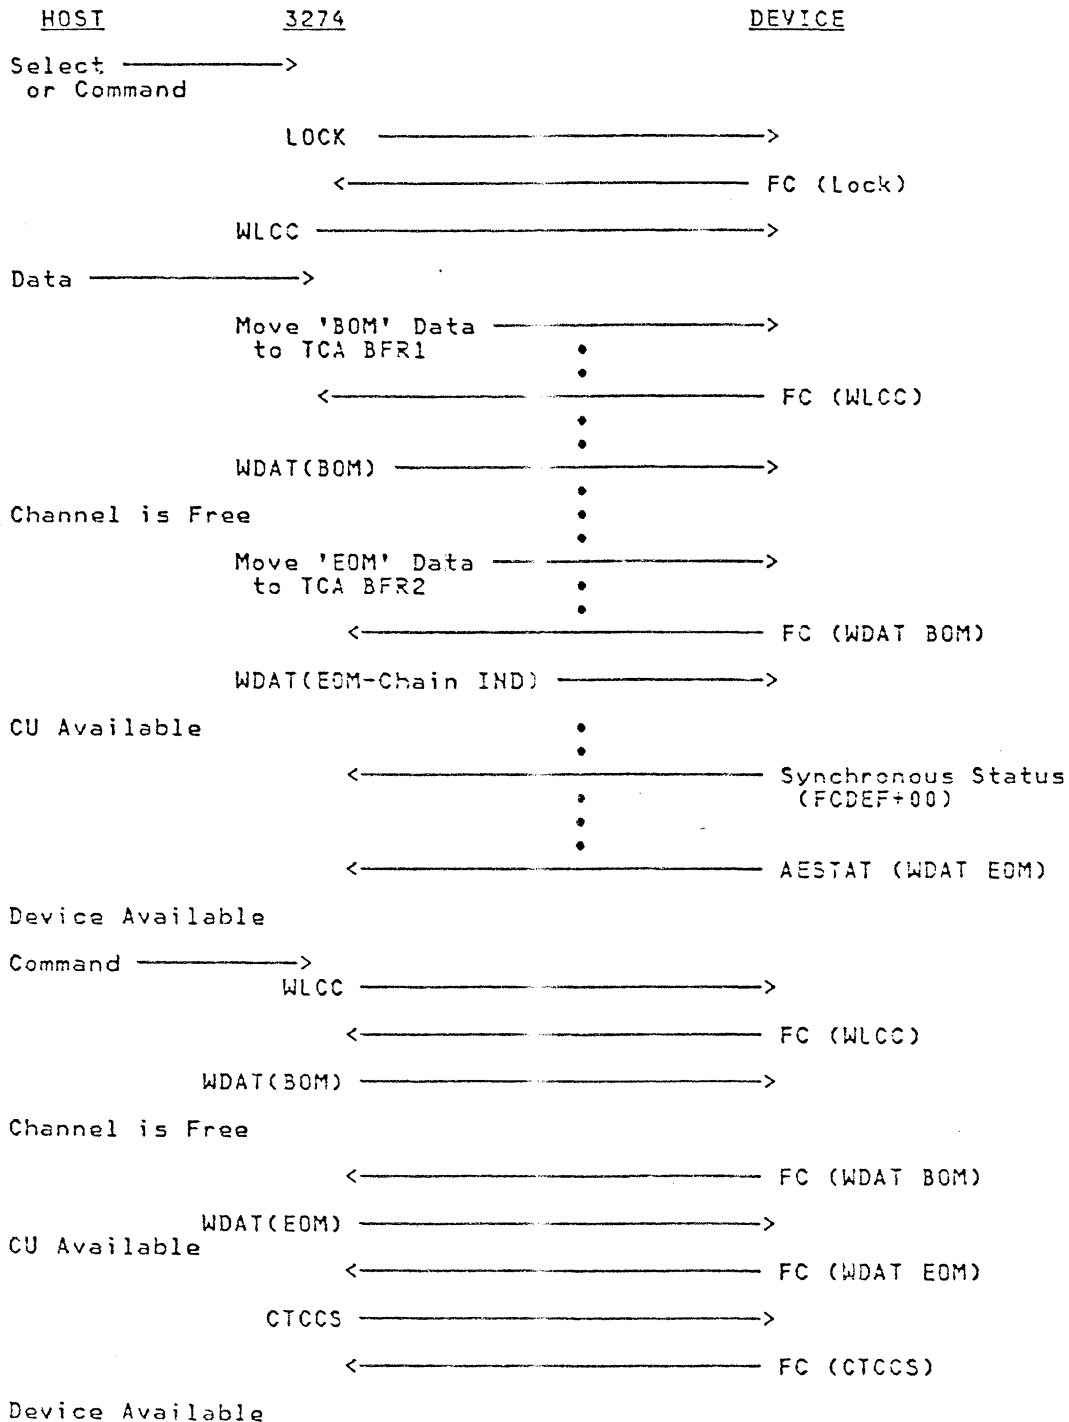 HOST 3274 DEVICE
Select ————>
or Command
LOCK ————>
<———— FC (Lock)
WLCC ————>
Data ————>
Move 'BOM' Data ————>
to TCA BFR1
<———— FC (WLCC)
WDAT(BOM) ————>
Channel is Free
Move 'EOM' Data ————>
to TCA BFR2
<———— FC (WDAT BOM)
WDAT(EOM-Chain IND) ————>
CU Available
<———— Synchronous Status
(FCDEF+00)
<———— AESTAT (WDAT EOM)
Device Available
Command ————>
WLCC ————>
<———— FC (WLCC)
WDAT(BOM) ————>
Channel is Free
<———— FC (WDAT BOM)
WDAT(EOM) ————>
CU Available
<———— FC (WDAT EOM)
CTCCS ————>
<———— FC (CTCCS)
Device Available